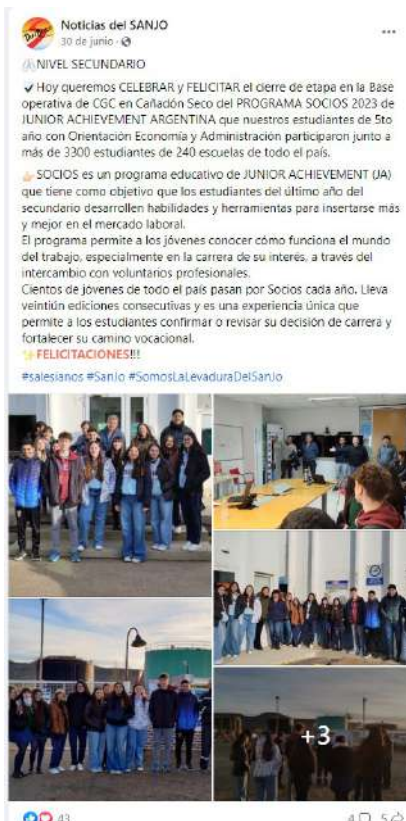 Noticias del SANJO
30 de junio ·
NIVEL SECUNDARIO
✔Hoy queremos CELEBRAR y FELICITAR el cierre de etapa en la Base
operativa de CGC en Cañadón Seco del PROGRAMA SOCIOS 2023 de
JUNIOR ACHIEVEMENT ARGENTINA que nuestros estudiantes de 5to
año con Orientación Economía y Administración participaron junto a
más de 3300 estudiantes de 240 escuelas de todo el país.
👉🏻SOCIOS es un programa educativo de JUNIOR ACHIEVEMENT (JA)
que tiene como objetivo que los estudiantes del último año del
secundario desarrollen habilidades y herramientas para insertarse más
y mejor en el mercado laboral.
El programa permite a los jóvenes conocer cómo funciona el mundo
del trabajo, especialmente en la carrera de su interés, a través del
intercambio con voluntarios profesionales.
Cientos de jóvenes de todo el país pasan por Socios cada año. Lleva
veintiún ediciones consecutivas y es una experiencia única que
permite a los estudiantes confirmar o revisar su decisión de carrera y
fortalecer su camino vocacional.
✨FELICITACIONES!!!
#salesianos #SanJo #SomosLaLevaduraDelSanJo
+3
43
4 5